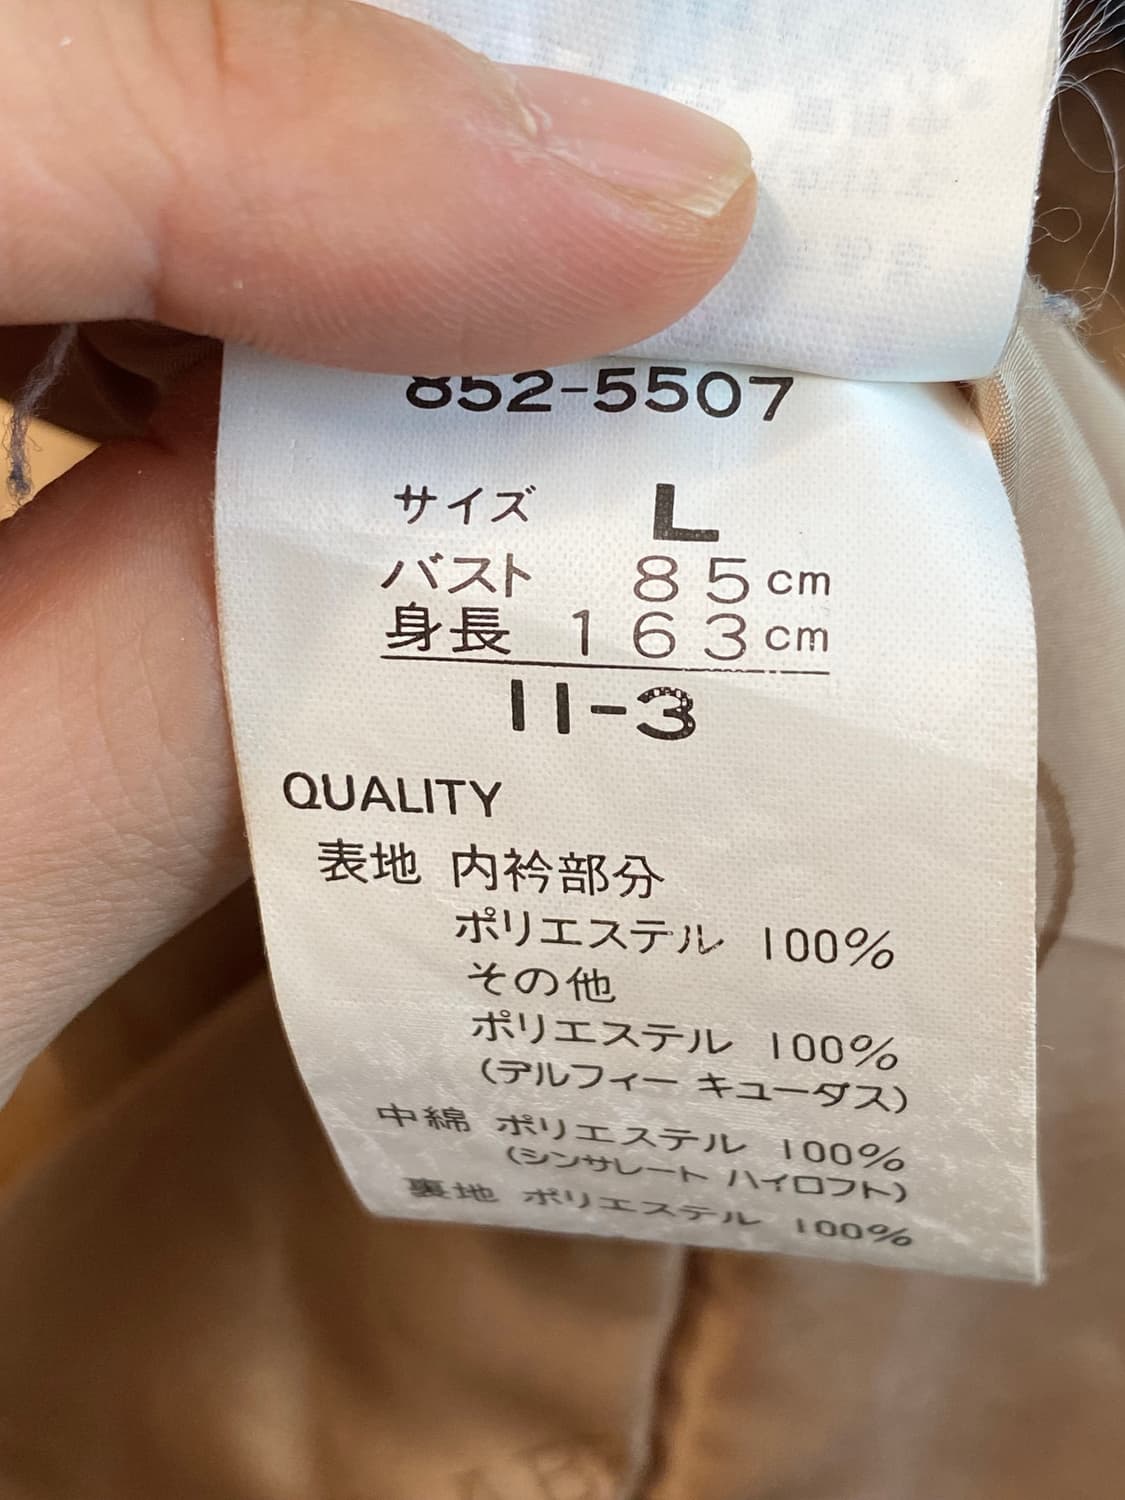 852-5507
サイズ L
バスト 85cm
身長 163cm
11-3
QUALITY
表地 内衿部分
ポリエステル 100%
その他
ポリエステル 100%
(デルフィー キューダス)
中綿 ポリエステル 100%
(シンサレート ハイロフト)
裏地 ポリエステル 100%